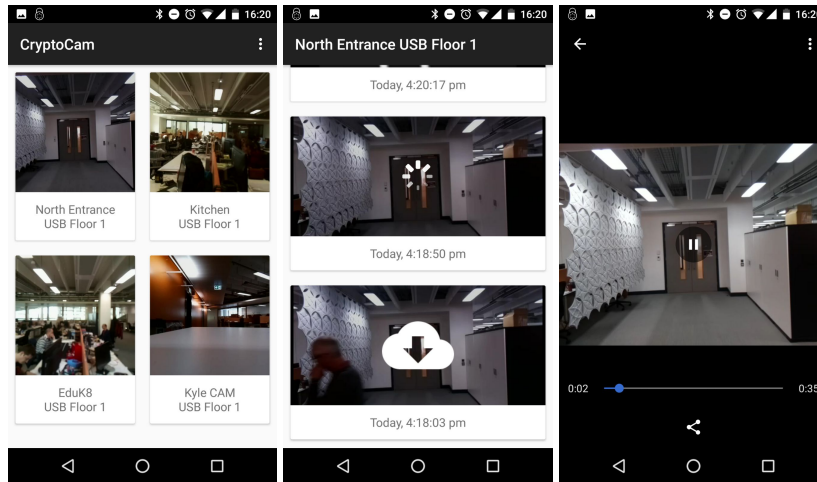 16:20
CryptoCam
North Entrance
USB Floor 1
Kitchen
USB Floor 1
EduK8
USB Floor 1
Kyle CAM
USB Floor 1
16:20
North Entrance USB Floor 1
Today, 4:20:17 pm
Today, 4:18:50 pm
Today, 4:18:03 pm
16:20
0:02
0:35